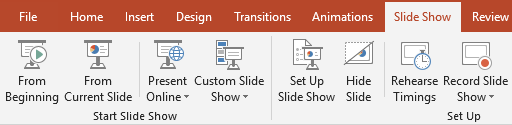 File Home Insert Design Transitions Animations Slide Show Review
From Beginning
From Current Slide
Present Online
Custom Slide Show
Set Up Slide Show
Hide Slide
Rehearse Timings
Record Slide Show
Start Slide Show Set Up